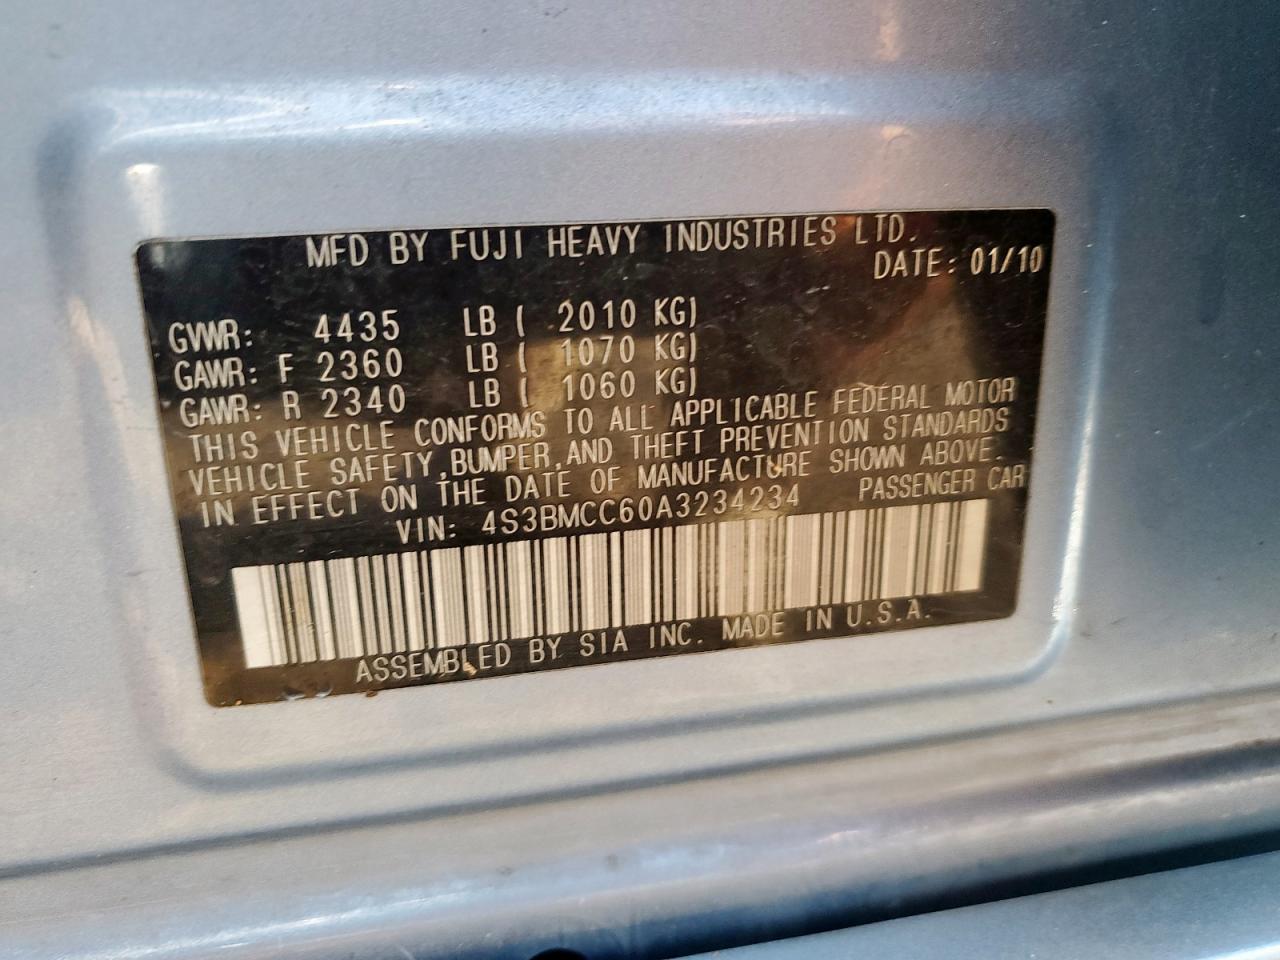 MFD BY FUJI HEAVY INDUSTRIES LTD.
DATE: 01/10
GVWR: 4435 LB ( 2010 KG)
GAWR: F 2360 LB ( 1070 KG)
GAWR: R 2340 LB ( 1060 KG)
THIS VEHICLE CONFORMS TO ALL APPLICABLE FEDERAL MOTOR
VEHICLE SAFETY, BUMPER, AND THEFT PREVENTION STANDARDS
IN EFFECT ON THE DATE OF MANUFACTURE SHOWN ABOVE.
VIN: 4S3BMCC60A3234234 PASSENGER CAR
ASSEMBLED BY SIA INC. MADE IN U.S.A.